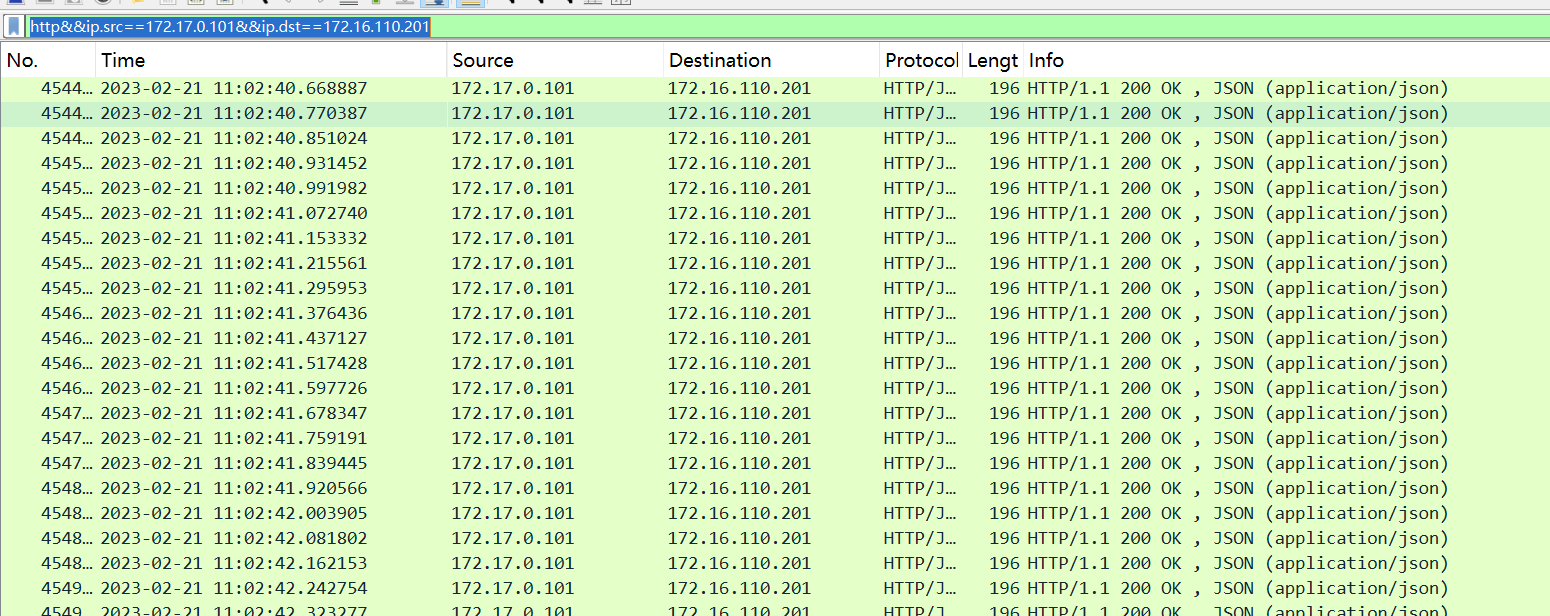 http&&ip.src==172.17.0.101&&ip.dst==172.16.110.201
No. Time Source Destination Protocol Lengt Info
4544… 2023-02-21 11:02:40.668887 172.17.0.101 172.16.110.201 HTTP/J… 196 HTTP/1.1 200 OK , JSON (application/json)
4544… 2023-02-21 11:02:40.770387 172.17.0.101 172.16.110.201 HTTP/J… 196 HTTP/1.1 200 OK , JSON (application/json)
4544… 2023-02-21 11:02:40.851024 172.17.0.101 172.16.110.201 HTTP/J… 196 HTTP/1.1 200 OK , JSON (application/json)
4545… 2023-02-21 11:02:40.931452 172.17.0.101 172.16.110.201 HTTP/J… 196 HTTP/1.1 200 OK , JSON (application/json)
4545… 2023-02-21 11:02:40.991982 172.17.0.101 172.16.110.201 HTTP/J… 196 HTTP/1.1 200 OK , JSON (application/json)
4545… 2023-02-21 11:02:41.072740 172.17.0.101 172.16.110.201 HTTP/J… 196 HTTP/1.1 200 OK , JSON (application/json)
4545… 2023-02-21 11:02:41.153332 172.17.0.101 172.16.110.201 HTTP/J… 196 HTTP/1.1 200 OK , JSON (application/json)
4545… 2023-02-21 11:02:41.215561 172.17.0.101 172.16.110.201 HTTP/J… 196 HTTP/1.1 200 OK , JSON (application/json)
4545… 2023-02-21 11:02:41.295953 172.17.0.101 172.16.110.201 HTTP/J… 196 HTTP/1.1 200 OK , JSON (application/json)
4546… 2023-02-21 11:02:41.376436 172.17.0.101 172.16.110.201 HTTP/J… 196 HTTP/1.1 200 OK , JSON (application/json)
4546… 2023-02-21 11:02:41.437127 172.17.0.101 172.16.110.201 HTTP/J… 196 HTTP/1.1 200 OK , JSON (application/json)
4546… 2023-02-21 11:02:41.517428 172.17.0.101 172.16.110.201 HTTP/J… 196 HTTP/1.1 200 OK , JSON (application/json)
4546… 2023-02-21 11:02:41.597726 172.17.0.101 172.16.110.201 HTTP/J… 196 HTTP/1.1 200 OK , JSON (application/json)
4547… 2023-02-21 11:02:41.678347 172.17.0.101 172.16.110.201 HTTP/J… 196 HTTP/1.1 200 OK , JSON (application/json)
4547… 2023-02-21 11:02:41.759191 172.17.0.101 172.16.110.201 HTTP/J… 196 HTTP/1.1 200 OK , JSON (application/json)
4547… 2023-02-21 11:02:41.839445 172.17.0.101 172.16.110.201 HTTP/J… 196 HTTP/1.1 200 OK , JSON (application/json)
4548… 2023-02-21 11:02:41.920566 172.17.0.101 172.16.110.201 HTTP/J… 196 HTTP/1.1 200 OK , JSON (application/json)
4548… 2023-02-21 11:02:42.003905 172.17.0.101 172.16.110.201 HTTP/J… 196 HTTP/1.1 200 OK , JSON (application/json)
4548… 2023-02-21 11:02:42.081802 172.17.0.101 172.16.110.201 HTTP/J… 196 HTTP/1.1 200 OK , JSON (application/json)
4548… 2023-02-21 11:02:42.162153 172.17.0.101 172.16.110.201 HTTP/J… 196 HTTP/1.1 200 OK , JSON (application/json)
4549… 2023-02-21 11:02:42.242754 172.17.0.101 172.16.110.201 HTTP/J… 196 HTTP/1.1 200 OK , JSON (application/json)
4549… 2023-02-21 11:02:42.323277 172.17.0.101 172.16.110.201 HTTP/J… 196 HTTP/1.1 200 OK , JSON (application/json)